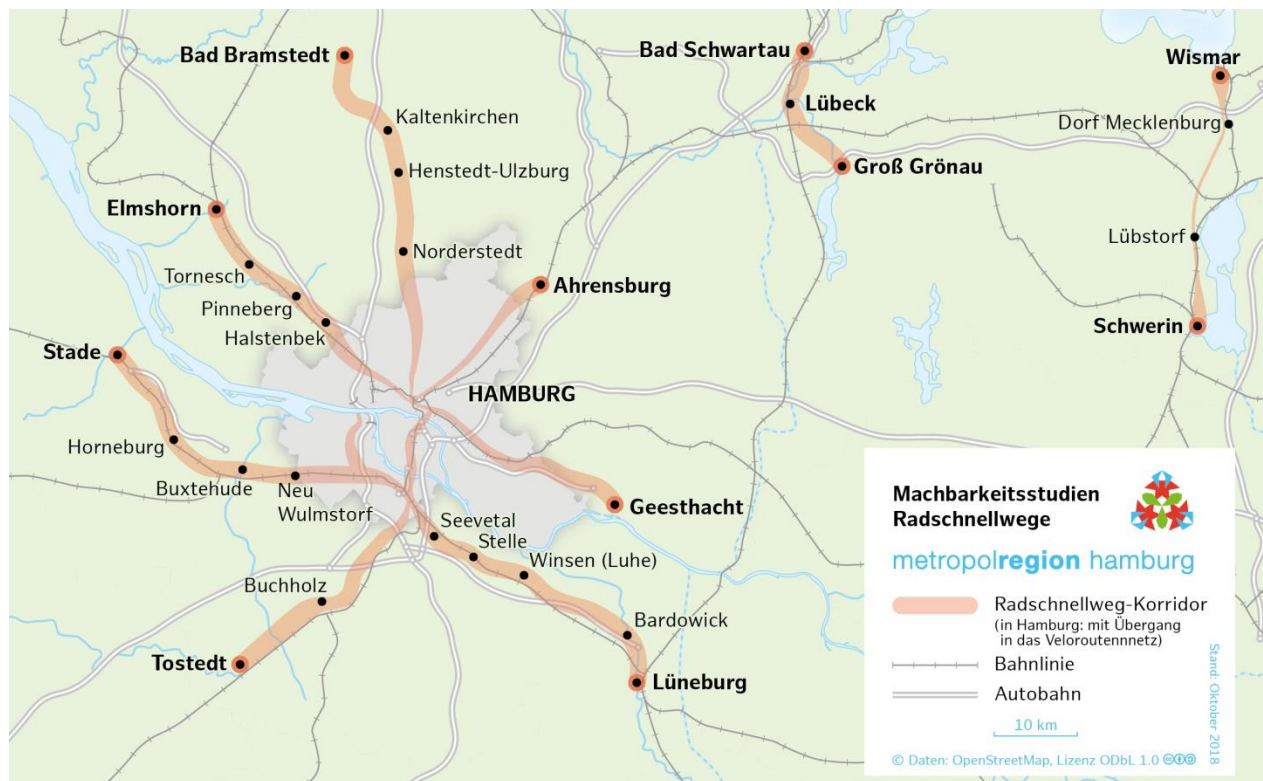 Bad Bramstedt
Bad Schwartau
Wismar
Kaltenkirchen
Lübeck
Dorf Mecklenburg
Henstedt-Ulzburg
Groß Grönau
Elmshorn
Norderstedt
Lübstorf
Tornesch
Ahrensburg
Pinneberg
Halstenbek
Schwerin
Stade
HAMBURG
Horneburg
Buxtehude
Neu
Wulmstorf
Geesthacht
Seevetal
Stelle
Winsen (Luhe)
Buchholz
Bardowick
Tostedt
Lüneburg
Machbarkeitsstudien
Radschnellwege
metropolregion hamburg
Radschnellweg-Korridor
(in Hamburg: mit Übergang
in das Veloroutennnetz)
Bahnlinie
Autobahn
10 km
Stand: Oktober 2018
© Daten: OpenStreetMap, Lizenz ODbL 1.0